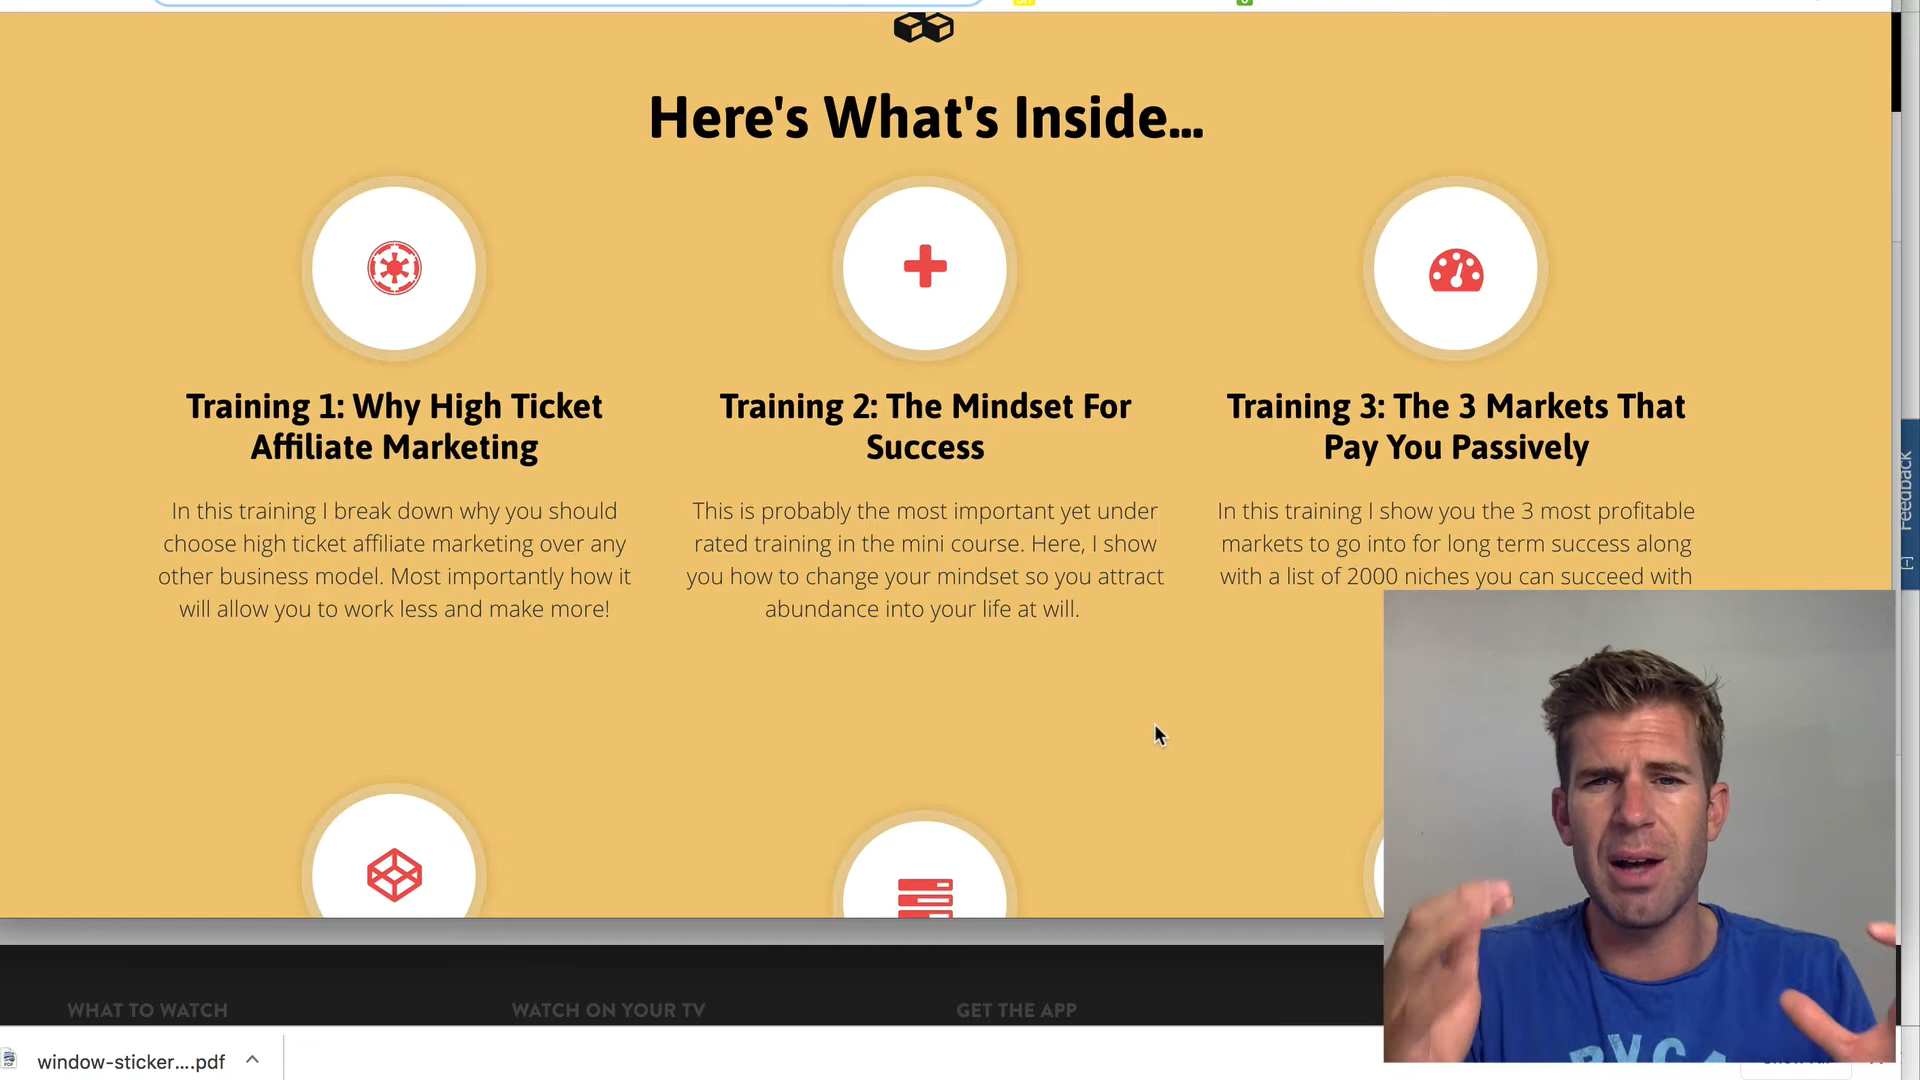 Here's What's Inside...
Training 1: Why High Ticket
Affiliate Marketing
In this training I break down why you should
choose high ticket affiliate marketing over any
other business model. Most importantly how it
will allow you to work less and make more!
Training 2: The Mindset For
Success
This is probably the most important yet under
rated training in the mini course. Here, I show
you how to change your mindset so you attract
abundance into your life at will.
Training 3: The 3 Markets That
Pay You Passively
In this training I show you the 3 most profitable
markets to go into for long term success along
with a list of 2000 niches you can succeed with
[-] Feedback
WHAT TO WATCH
WATCH ON YOUR TV
GET THE APP
window-sticker....pdf